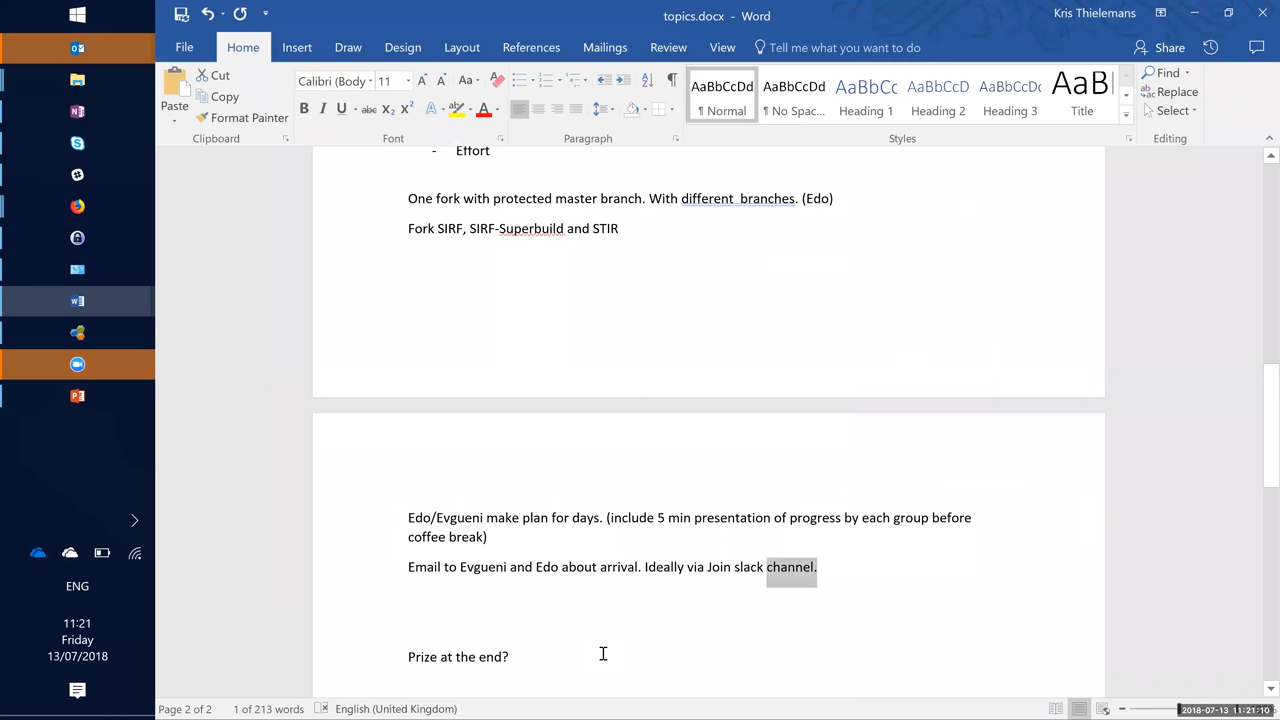 topics.docx - Word
Kris Thielemans
File
Home
Insert
Draw
Design
Layout
References
Mailings
Review
View
Tell me what you want to do
Share
Paste
Cut
Copy
Format Painter
Clipboard
Calibri (Body
11
Font
Paragraph
AaBbCcDd
AaBbCcDd
AaBbCc
AaBbCcD
AaBbCcDc
AaB
¶ Normal
¶ No Spac...
Heading 1
Heading 2
Heading 3
Title
Styles
Find
Replace
Select
Editing
- Effort
One fork with protected master branch. With different branches. (Edo)
Fork SIRF, SIRF-Superbuild and STIR
Edo/Evgueni make plan for days. (include 5 min presentation of progress by each group before
coffee break)
Email to Evgueni and Edo about arrival. Ideally via Join slack channel.
Prize at the end?
ENG
11:21
Friday
13/07/2018
Page 2 of 2
1 of 213 words
English (United Kingdom)
2018-07-13 11:21:10